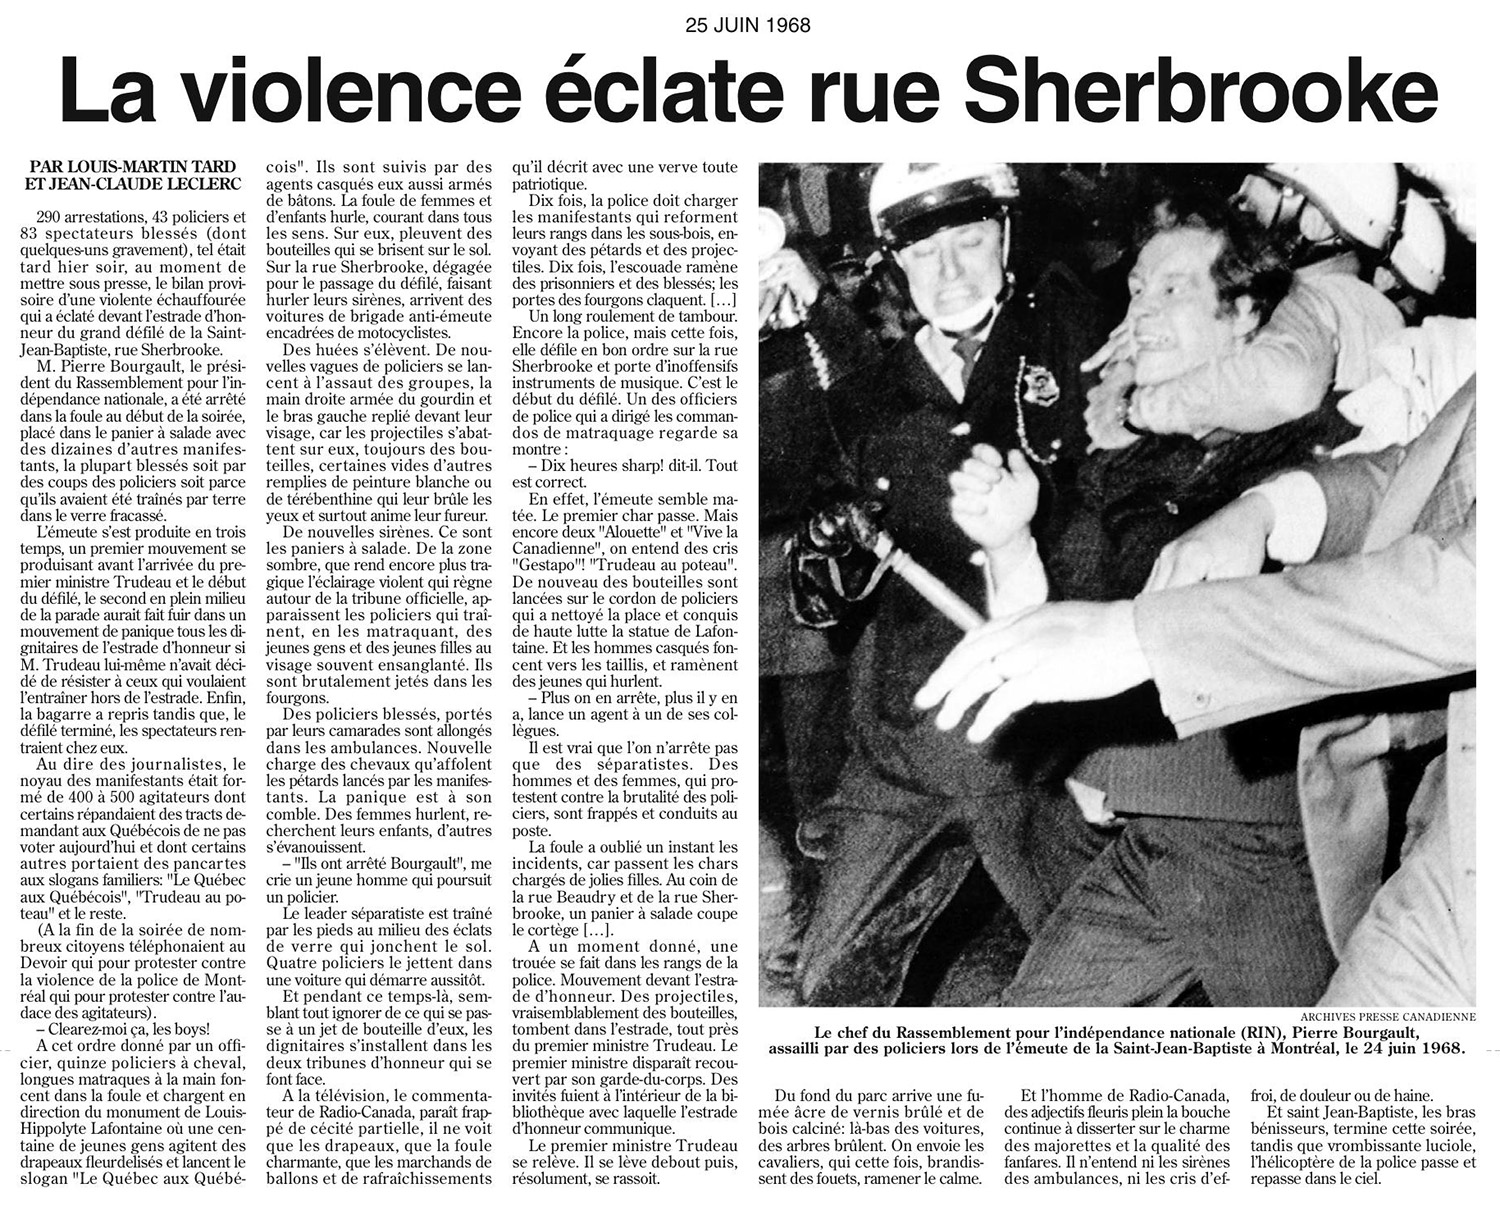 25 JUIN 1968
La violence éclate rue Sherbrooke
PAR LOUIS-MARTIN TARD
ET JEAN-CLAUDE LECLERC
290 arrestations, 43 policiers et
83 spectateurs blessés (dont
quelques-uns gravement), tel était
tard hier soir, au moment de
mettre sous presse, le bilan provi-
soire d'une violente échauffourée
qui a éclaté devant l'estrade d'hon-
neur du grand défilé de la Saint-
Jean-Baptiste, rue Sherbrooke.
M. Pierre Bourgault, le prési-
dent du Rassemblement pour l'in-
dépendance nationale, a été arrêté
dans la foule au début de la soirée,
placé dans le panier à salade avec
des dizaines d'autres manifes-
tants, la plupart blessés soit par
des coups des policiers soit parce
qu'ils avaient été traînés par terre
dans le verre fracassé.
L'émeute s'est produite en trois
temps, un premier mouvement se
produisant avant l'arrivée du pre-
mier ministre Trudeau et le début
du défilé, le second en plein milieu
de la parade aurait fait fuir dans un
mouvement de panique tous les di-
gnitaires de l'estrade d'honneur si
M. Trudeau lui-même n'avait déci-
dé de résister à ceux qui voulaient
l'entraîner hors de l'estrade. Enfin,
la bagarre a repris tandis que, le
défilé terminé, les spectateurs ren-
traient chez eux.
Au dire des journalistes, le
noyau des manifestants était for-
mé de 400 à 500 agitateurs dont
certains répandaient des tracts de-
mandant aux Québécois de ne pas
voter aujourd'hui et dont certains
autres portaient des pancartes
aux slogans familiers: "Le Québec
aux Québécois", "Trudeau au po-
teau" et le reste.
(A la fin de la soirée de nom-
breux citoyens téléphonaient au
Devoir qui pour protester contre
la violence de la police de Mont-
réal qui pour protester contre l'au-
dace des agitateurs).
– Clearez-moi ça, les boys!
A cet ordre donné par un offi-
cier, quinze policiers à cheval,
longues matraques à la main fon-
cent dans la foule et chargent en
direction du monument de Louis-
Hippolyte Lafontaine où une cen-
taine de jeunes gens agitent des
drapeaux fleurdelisés et lancent le
slogan "Le Québec aux Québé-
cois". Ils sont suivis par des
agents casqués eux aussi armés
de bâtons. La foule de femmes et
d'enfants hurle, courant dans tous
les sens. Sur eux, pleuvent des
bouteilles qui se brisent sur le sol.
Sur la rue Sherbrooke, dégagée
pour le passage du défilé, faisant
hurler leurs sirènes, arrivent des
voitures de brigade anti-émeute
encadrées de motocyclistes.
Des huées s'élèvent. De nou-
velles vagues de policiers se lan-
cent à l'assaut des groupes, la
main droite armée du gourdin et
le bras gauche replié devant leur
visage, car les projectiles s'abat-
tent sur eux, toujours des bou-
teilles, certaines vides d'autres
remplies de peinture blanche ou
de térébenthine qui leur brûle les
yeux et surtout anime leur fureur.
De nouvelles sirènes. Ce sont
les paniers à salade. De la zone
sombre, que rend encore plus tra-
gique l'éclairage violent qui règne
autour de la tribune officielle, ap-
paraissent les policiers qui traî-
nent, en les matraquant, des
jeunes gens et des jeunes filles au
visage souvent ensanglanté. Ils
sont brutalement jetés dans les
fourgons.
Des policiers blessés, portés
par leurs camarades sont allongés
dans les ambulances. Nouvelle
charge des chevaux qu'affolent
les pétards lancés par les manifes-
tants. La panique est à son
comble. Des femmes hurlent, re-
cherchent leurs enfants, d'autres
s'évanouissent.
– "Ils ont arrêté Bourgault", me
crie un jeune homme qui poursuit
un policier.
Le leader séparatiste est traîné
par les pieds au milieu des éclats
de verre qui jonchent le sol.
Quatre policiers le jettent dans
une voiture qui démarre aussitôt.
Et pendant ce temps-là, sem-
blant tout ignorer de ce qui se pas-
se à un jet de bouteille d'eux, les
dignitaires s'installent dans les
deux tribunes d'honneur qui se
font face.
A la télévision, le commenta-
teur de Radio-Canada, paraît frap-
pé de cécité partielle, il ne voit
que les drapeaux, que la foule
charmante, que les marchands de
ballons et de rafraîchissements
qu'il décrit avec une verve toute
patriotique.
Dix fois, la police doit charger
les manifestants qui reforment
leurs rangs dans les sous-bois, en-
voyant des pétards et des projec-
tiles. Dix fois, l'escouade ramène
des prisonniers et des blessés; les
portes des fourgons claquent. [...]
Un long roulement de tambour.
Encore la police, mais cette fois,
elle défile en bon ordre sur la rue
Sherbrooke et porte d'inoffensifs
instruments de musique. C'est le
début du défilé. Un des officiers
de police qui a dirigé les comman-
dos de matraquage regarde sa
montre :
– Dix heures sharp! dit-il. Tout
est correct.
En effet, l'émeute semble ma-
tée. Le premier char passe. Mais
encore deux "Alouette" et "Vive la
Canadienne", on entend des cris
"Gestapo"! "Trudeau au poteau".
De nouveau des bouteilles sont
lancées sur le cordon de policiers
qui a nettoyé la place et conquis
de haute lutte la statue de Lafon-
taine. Et les hommes casqués fon-
cent vers les taillis, et ramènent
des jeunes qui hurlent.
– Plus on en arrête, plus il y en
a, lance un agent à un de ses col-
lègues.
Il est vrai que l'on n'arrête pas
que des séparatistes. Des
hommes et des femmes, qui pro-
testent contre la brutalité des poli-
ciers, sont frappés et conduits au
poste.
La foule a oublié un instant les
incidents, car passent les chars
chargés de jolies filles. Au coin de
la rue Beaudry et de la rue Sher-
brooke, un panier à salade coupe
le cortège [...].
A un moment donné, une
trouée se fait dans les rangs de la
police. Mouvement devant l'estra-
de d'honneur. Des projectiles,
vraisemblablement des bouteilles,
tombent dans l'estrade, tout près
du premier ministre Trudeau. Le
premier ministre disparaît recou-
vert par son garde-du-corps. Des
invités fuient à l'intérieur de la bi-
bliothèque avec laquelle l'estrade
d'honneur communique.
Le premier ministre Trudeau
se relève. Il se lève debout puis,
résolument, se rassoit.
ARCHIVES PRESSE CANADIENNE
Le chef du Rassemblement pour l'indépendance nationale (RIN), Pierre Bourgault,
assailli par des policiers lors de l'émeute de la Saint-Jean-Baptiste à Montréal, le 24 juin 1968.
Du fond du parc arrive une fu-
mée âcre de vernis brûlé et de
bois calciné: là-bas des voitures,
des arbres brûlent. On envoie les
cavaliers, qui cette fois, brandis-
sent des fouets, ramener le calme.
Et l'homme de Radio-Canada,
des adjectifs fleuris plein la bouche
continue à disserter sur le charme
des majorettes et la qualité des
fanfares. Il n'entend ni les sirènes
des ambulances, ni les cris d'ef-
froi, de douleur ou de haine.
Et saint Jean-Baptiste, les bras
bénisseurs, termine cette soirée,
tandis que vrombissante luciole,
l'hélicoptère de la police passe et
repasse dans le ciel.